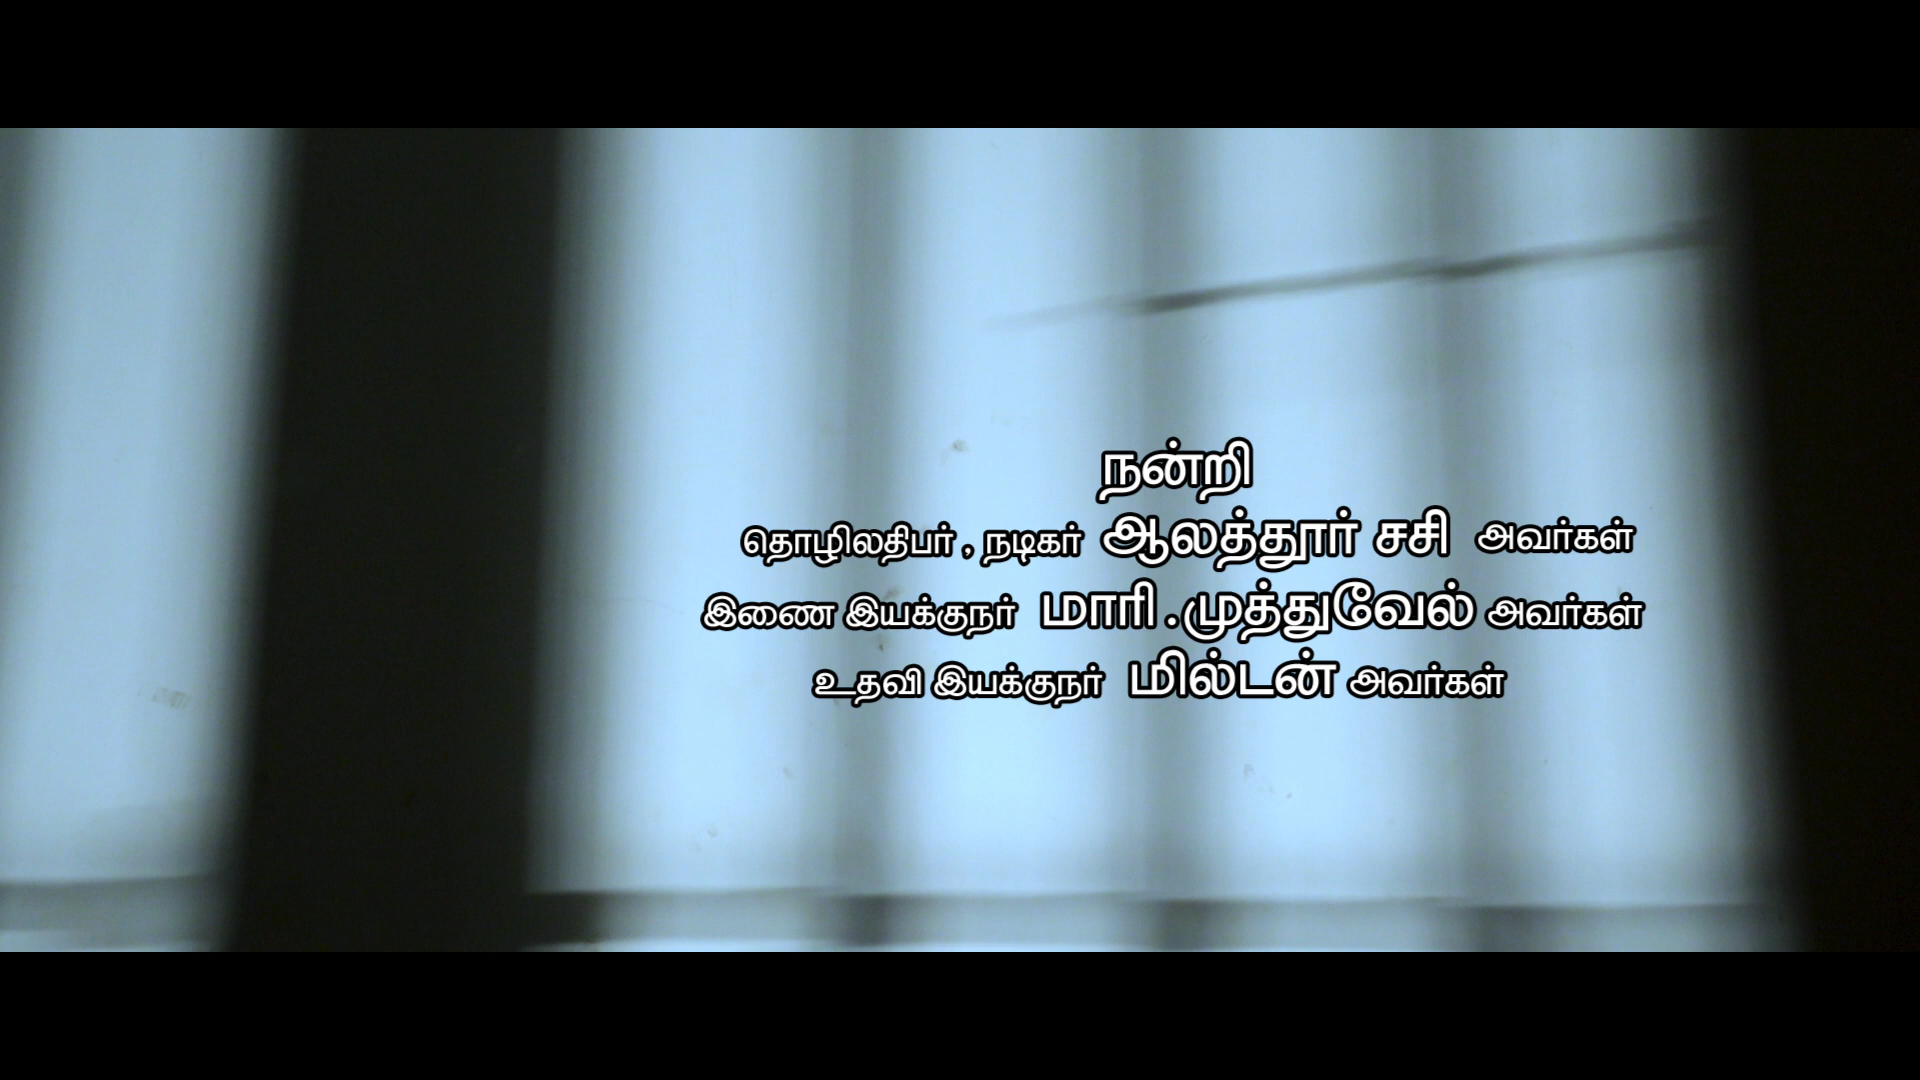 நன்றி
தொழிலதிபர் , நடிகர் ஆலத்தூர் சசி அவர்கள்
இணை இயக்குநர் மாரி .முத்துவேல் அவர்கள்
உதவி இயக்குநர் மில்டன் அவர்கள்